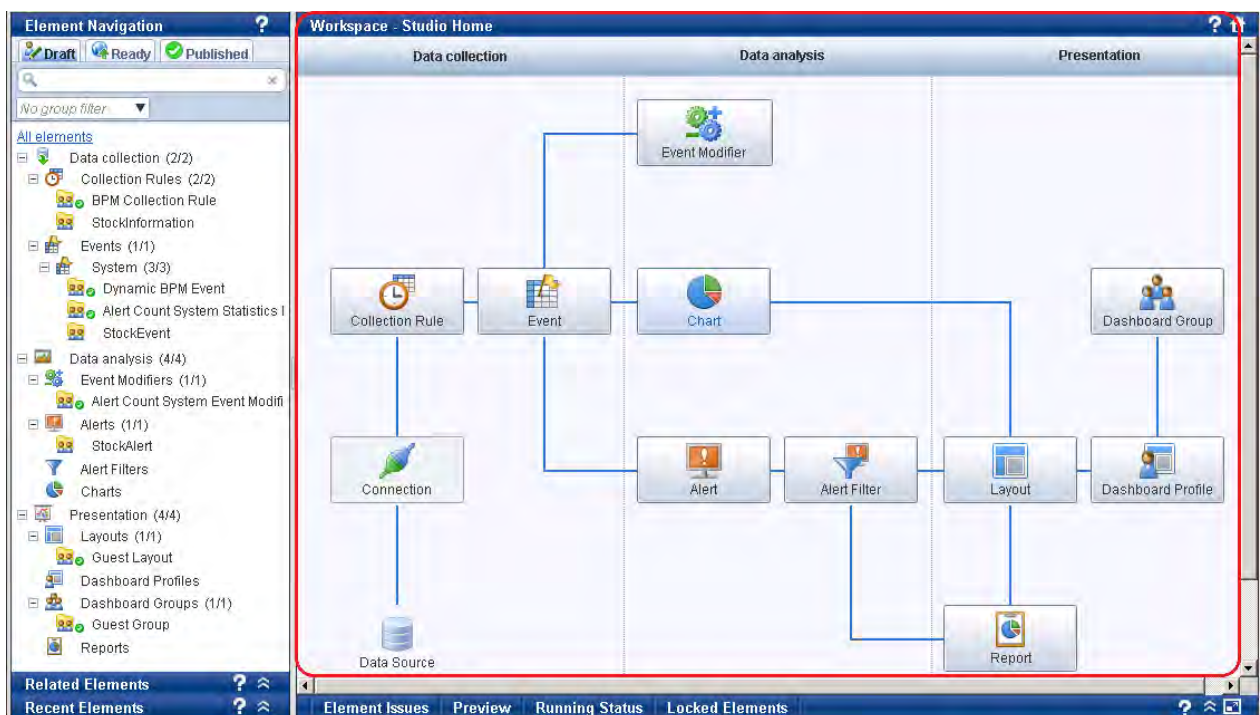 Element Navigation ?
Draft Ready Published
No group filter
All elements
Data collection (2/2)
Collection Rules (2/2)
BPM Collection Rule
StockInformation
Events (1/1)
System (3/3)
Dynamic BPM Event
Alert Count System Statistics
StockEvent
Data analysis (4/4)
Event Modifiers (1/1)
Alert Count System Event Modifi
Alerts (1/1)
StockAlert
Alert Filters
Charts
Presentation (4/4)
Layouts (1/1)
Guest Layout
Dashboard Profiles
Dashboard Groups (1/1)
Guest Group
Reports
Related Elements ?
Recent Elements ?
Workspace - Studio Home ?
Data collection Data analysis Presentation
Event Modifier
Collection Rule Event Chart Dashboard Group
Connection Alert Alert Filter Layout Dashboard Profile
Data Source Report
Element Issues Preview Running Status Locked Elements ?